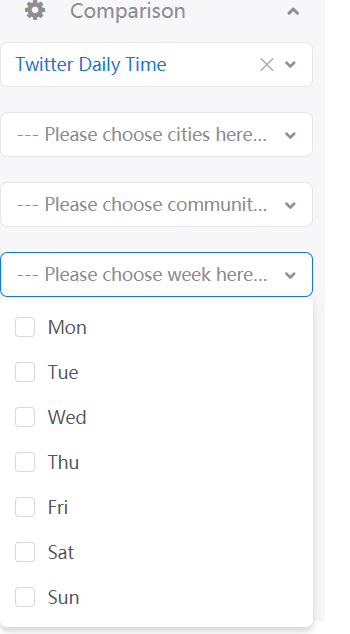 Comparison
Twitter Daily Time
--- Please choose cities here...
--- Please choose communit...
--- Please choose week here...
Mon
Tue
Wed
Thu
Fri
Sat
Sun